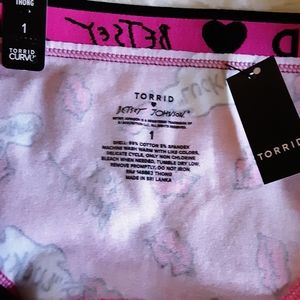 THONG
1
TORRID
CURV
BETSEY
TORRID
BETSEY JOHNSON
1
SHELL: 95% COTTON 5% SPANDEX
MACHINE WASH WARM WITH LIKE COLORS,
DELICATE CYCLE, ONLY NON CHLORINE
BLEACH WHEN NEEDED. TUMBLE DRY LOW.
REMOVE PROMPTLY. DO NOT IRON
THONG
MADE IN SRI LANKA
TORRID